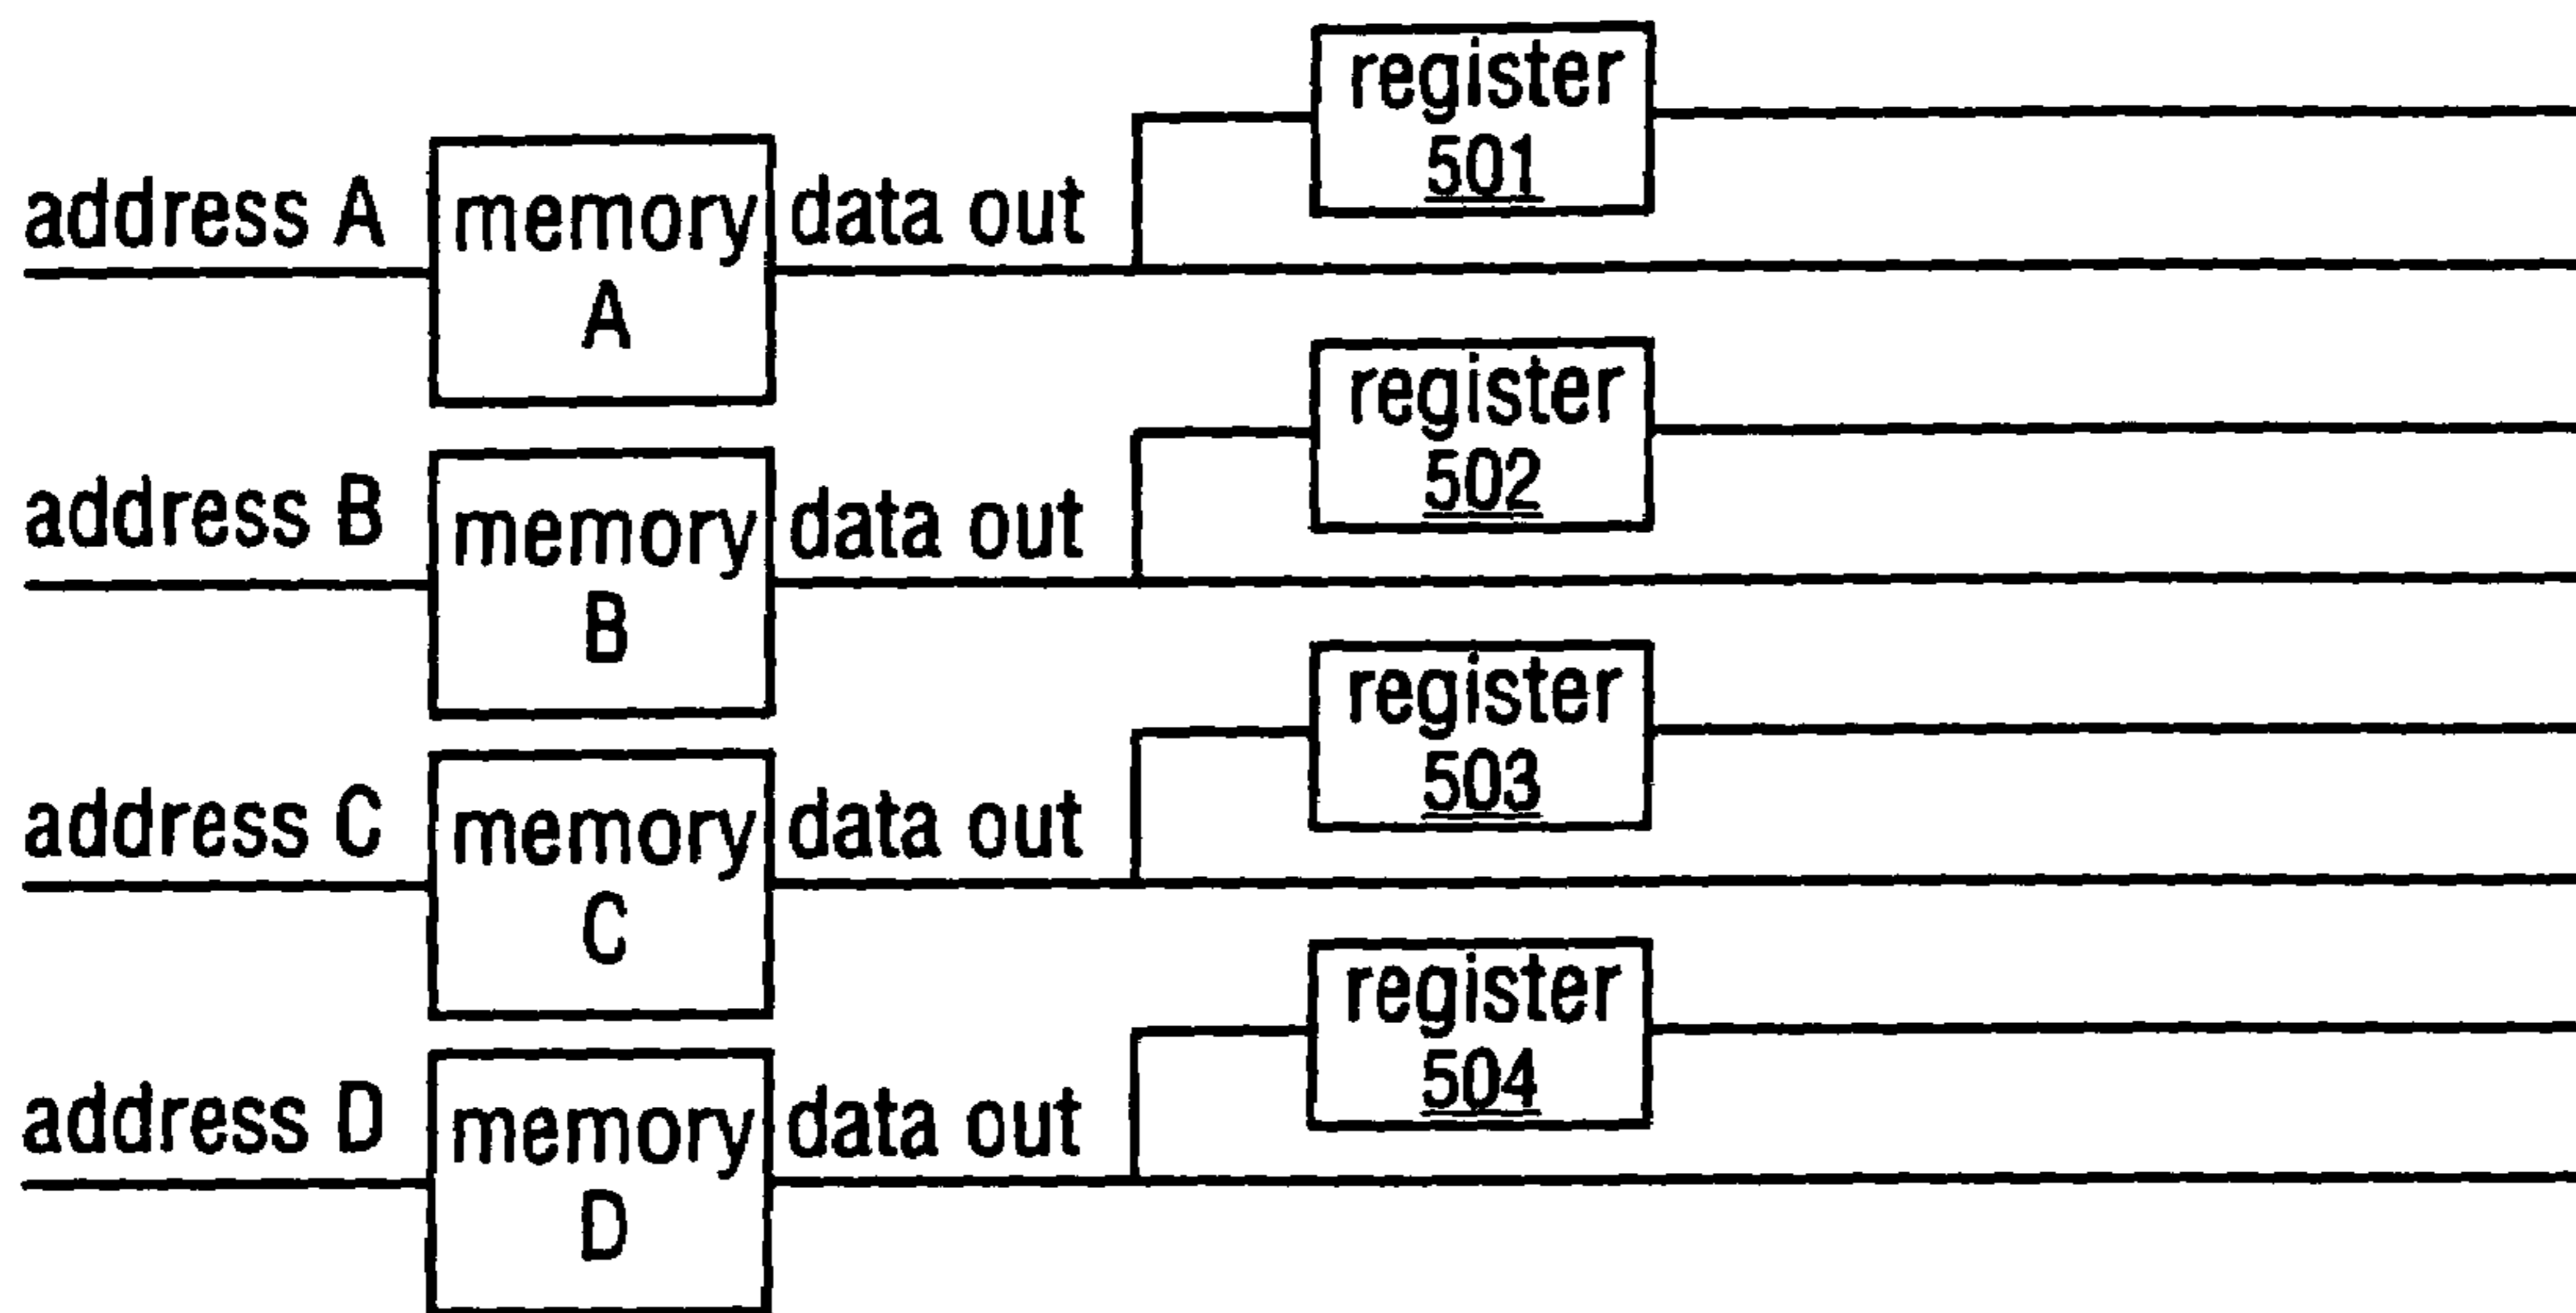 register
501
address A
memory
A
data out
register
502
address B
memory
B
data out
register
503
address C
memory
C
data out
register
504
address D
memory
D
data out